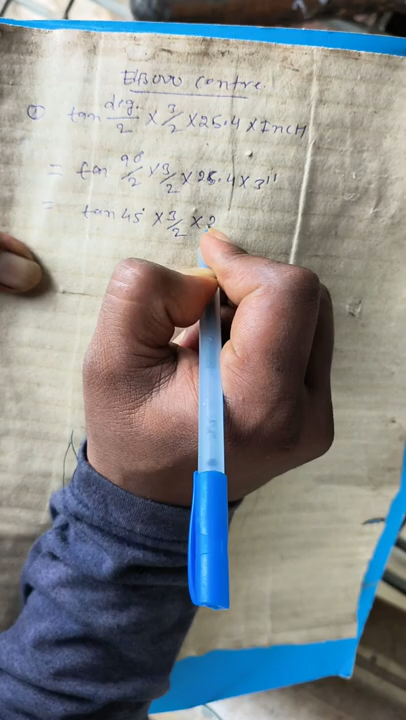 Elbow Centre.
① tan deg./2 × 3/2 × 25.4 × InCH
= tan 90°/2 × 3/2 × 25.4 × 3"
= tan 45° × 3/2 × 2